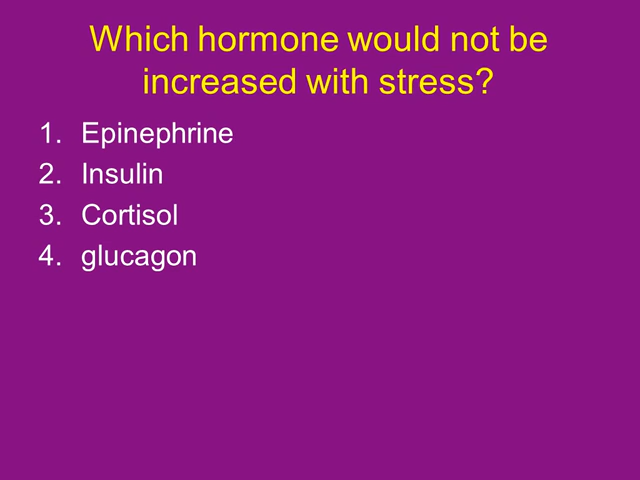 Which hormone would not be
increased with stress?
1. Epinephrine
2. Insulin
3. Cortisol
4. glucagon